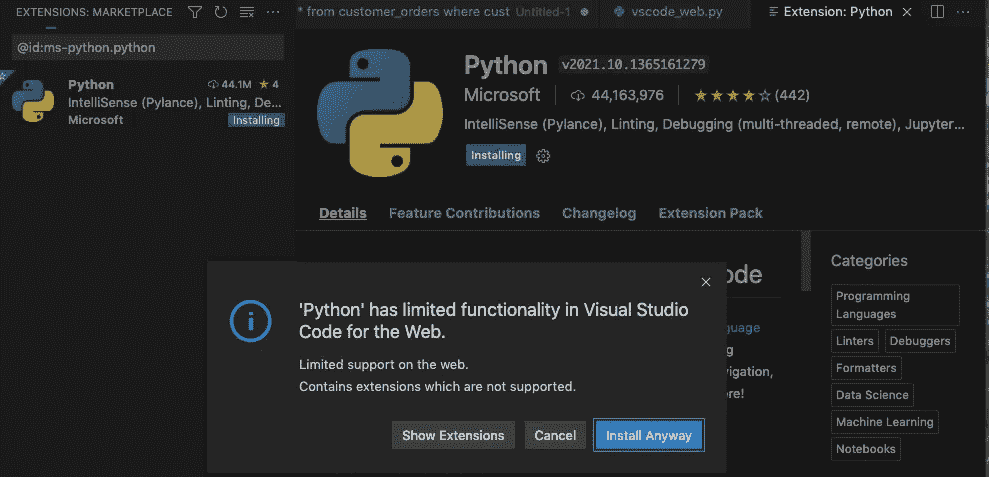 EXTENSIONS: MARKETPLACE
* from customer_orders where cust Untitled-1
vscode_web.py
Extension: Python
@id:ms-python.python
Python 44.1M ★ 4
IntelliSense (Pylance), Linting, De...
Microsoft Installing
Python v2021.10.1365161279
Microsoft 44,163,976 (442)
IntelliSense (Pylance), Linting, Debugging (multi-threaded, remote), Jupyter...
Installing
Details Feature Contributions Changelog Extension Pack
ode
guage
g
vigation,
re!
'Python' has limited functionality in Visual Studio
Code for the Web.
Limited support on the web.
Contains extensions which are not supported.
Show Extensions Cancel Install Anyway
Categories
Programming
Languages
Linters Debuggers
Formatters
Data Science
Machine Learning
Notebooks